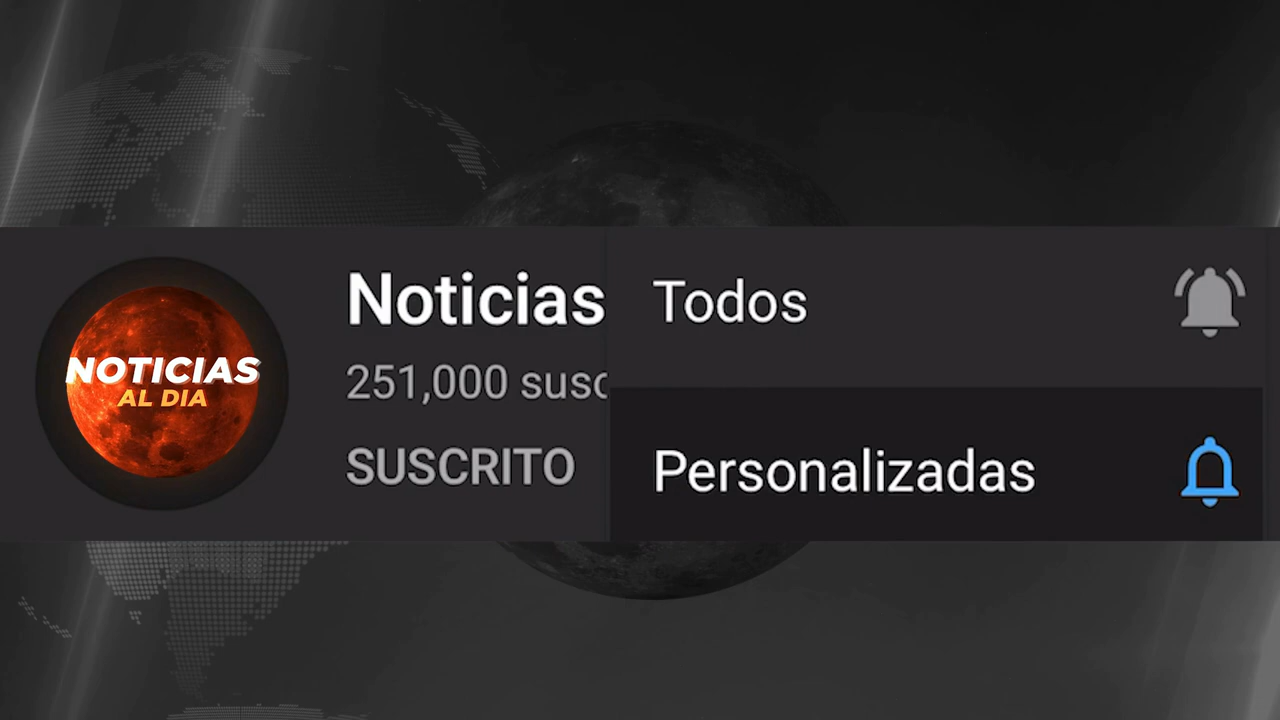 NOTICIAS
AL DIA
Noticias
251,000 susc
SUSCRITO
Todos
Personalizadas